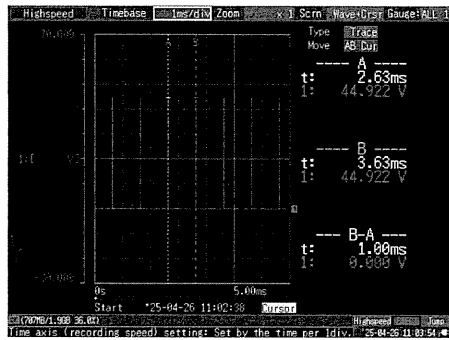 Highspeed Timebase 1ms/div Zoom x 1 Scrn Wave+Crsr Gauge:ALL 1
Type Trace
Move AB Cur
---- A ----
t: 2.63ms
1: 44.922 V
---- B ----
t: 3.63ms
1: 44.922 V
--- B-A ---
t: 1.00ms
1: 0.000 V
0s 5.00ms
Start '25-04-26 11:02:38 Cursor
Highspeed Jump
Time axis (recording speed) setting: Set by the time per 1div. '25-04-26 11:03:54